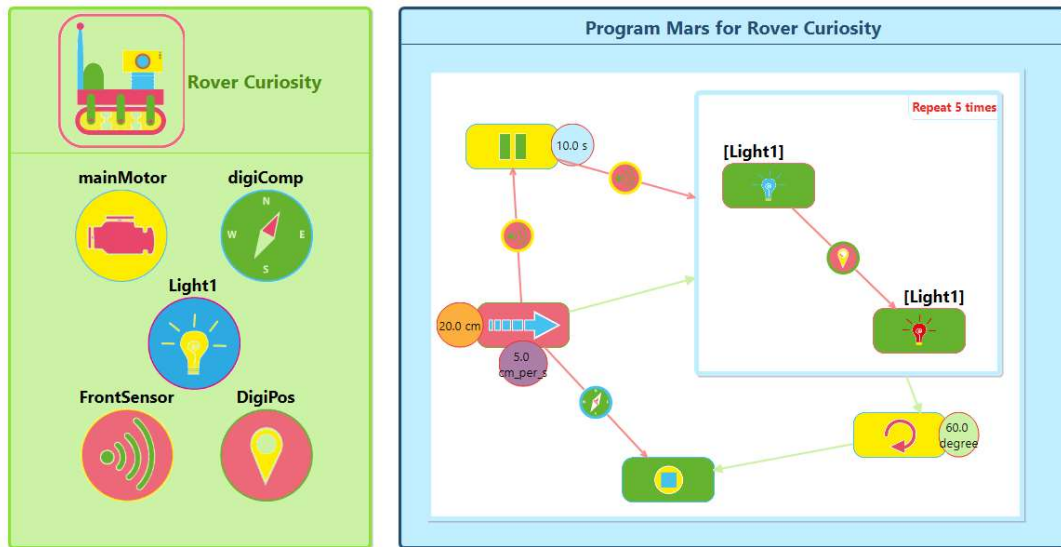 Rover Curiosity
mainMotor
digiComp
N
W
E
S
Light1
FrontSensor
DigiPos
Program Mars for Rover Curiosity
Repeat 5 times
10.0 s
[Light1]
[Light1]
20.0 cm
5.0
cm_per_s
60.0
degree